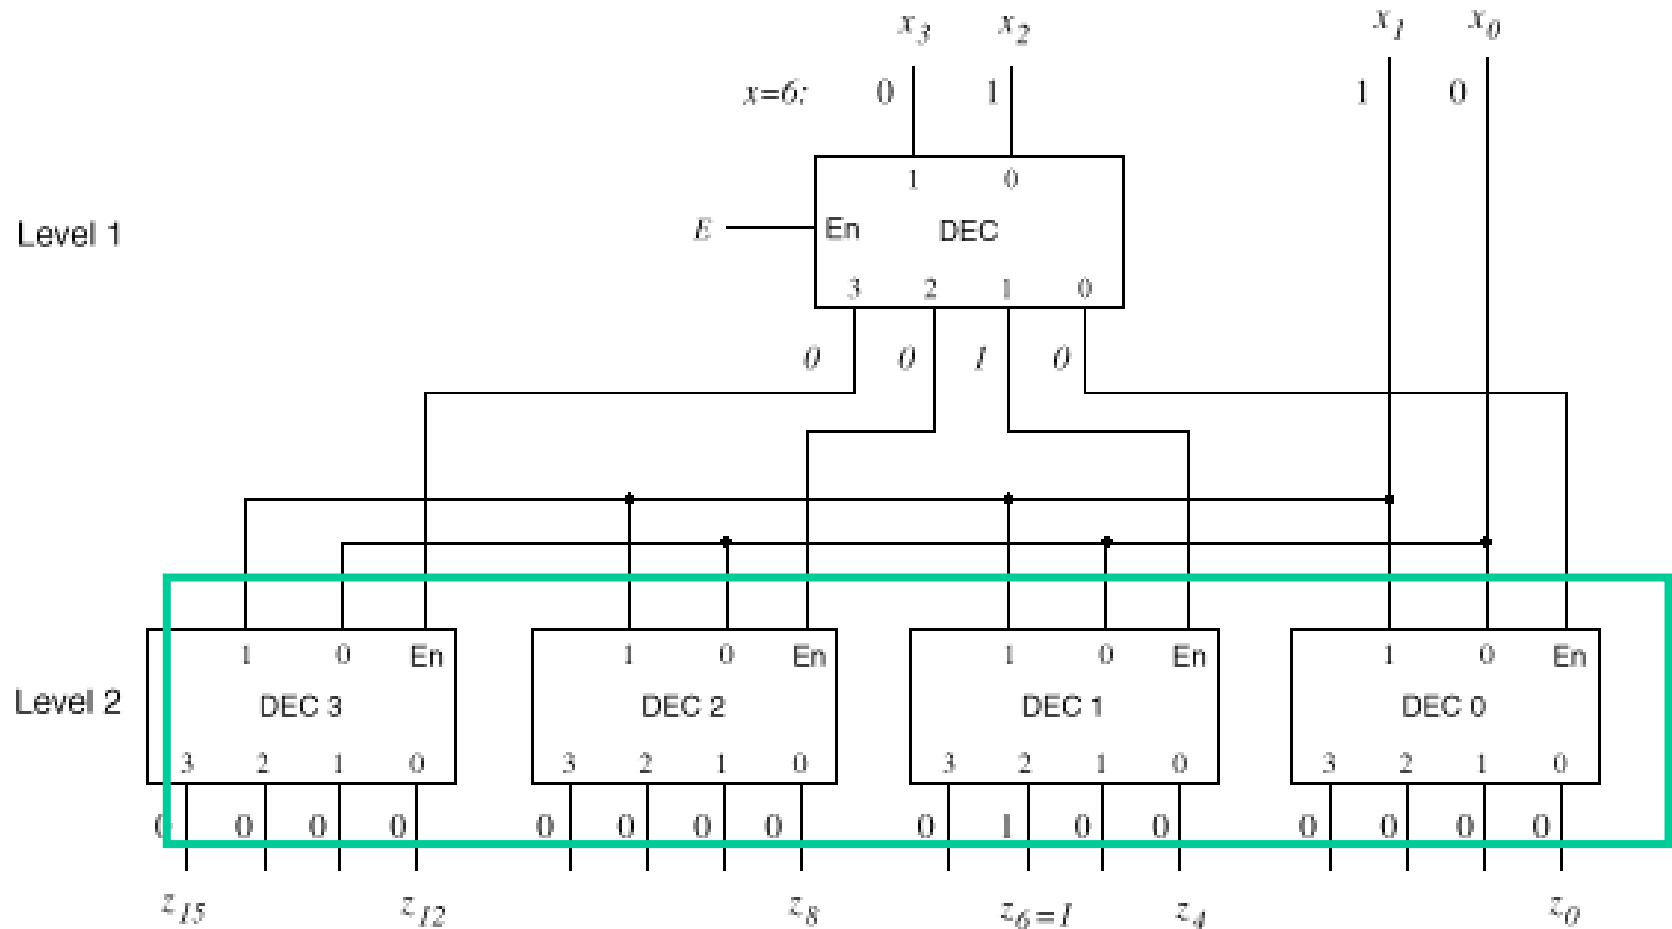 x3 x2 x1 x0
x=6: 0 1 1 0
1 0
Level 1 E En DEC
3 2 1 0
0 0 1 0
1 0 En 1 0 En 1 0 En 1 0 En
Level 2 DEC 3 DEC 2 DEC 1 DEC 0
3 2 1 0 3 2 1 0 3 2 1 0 3 2 1 0
0 0 0 0 0 0 0 0 0 1 0 0 0 0 0 0
z15 z12 z8 z6=1 z4 z0